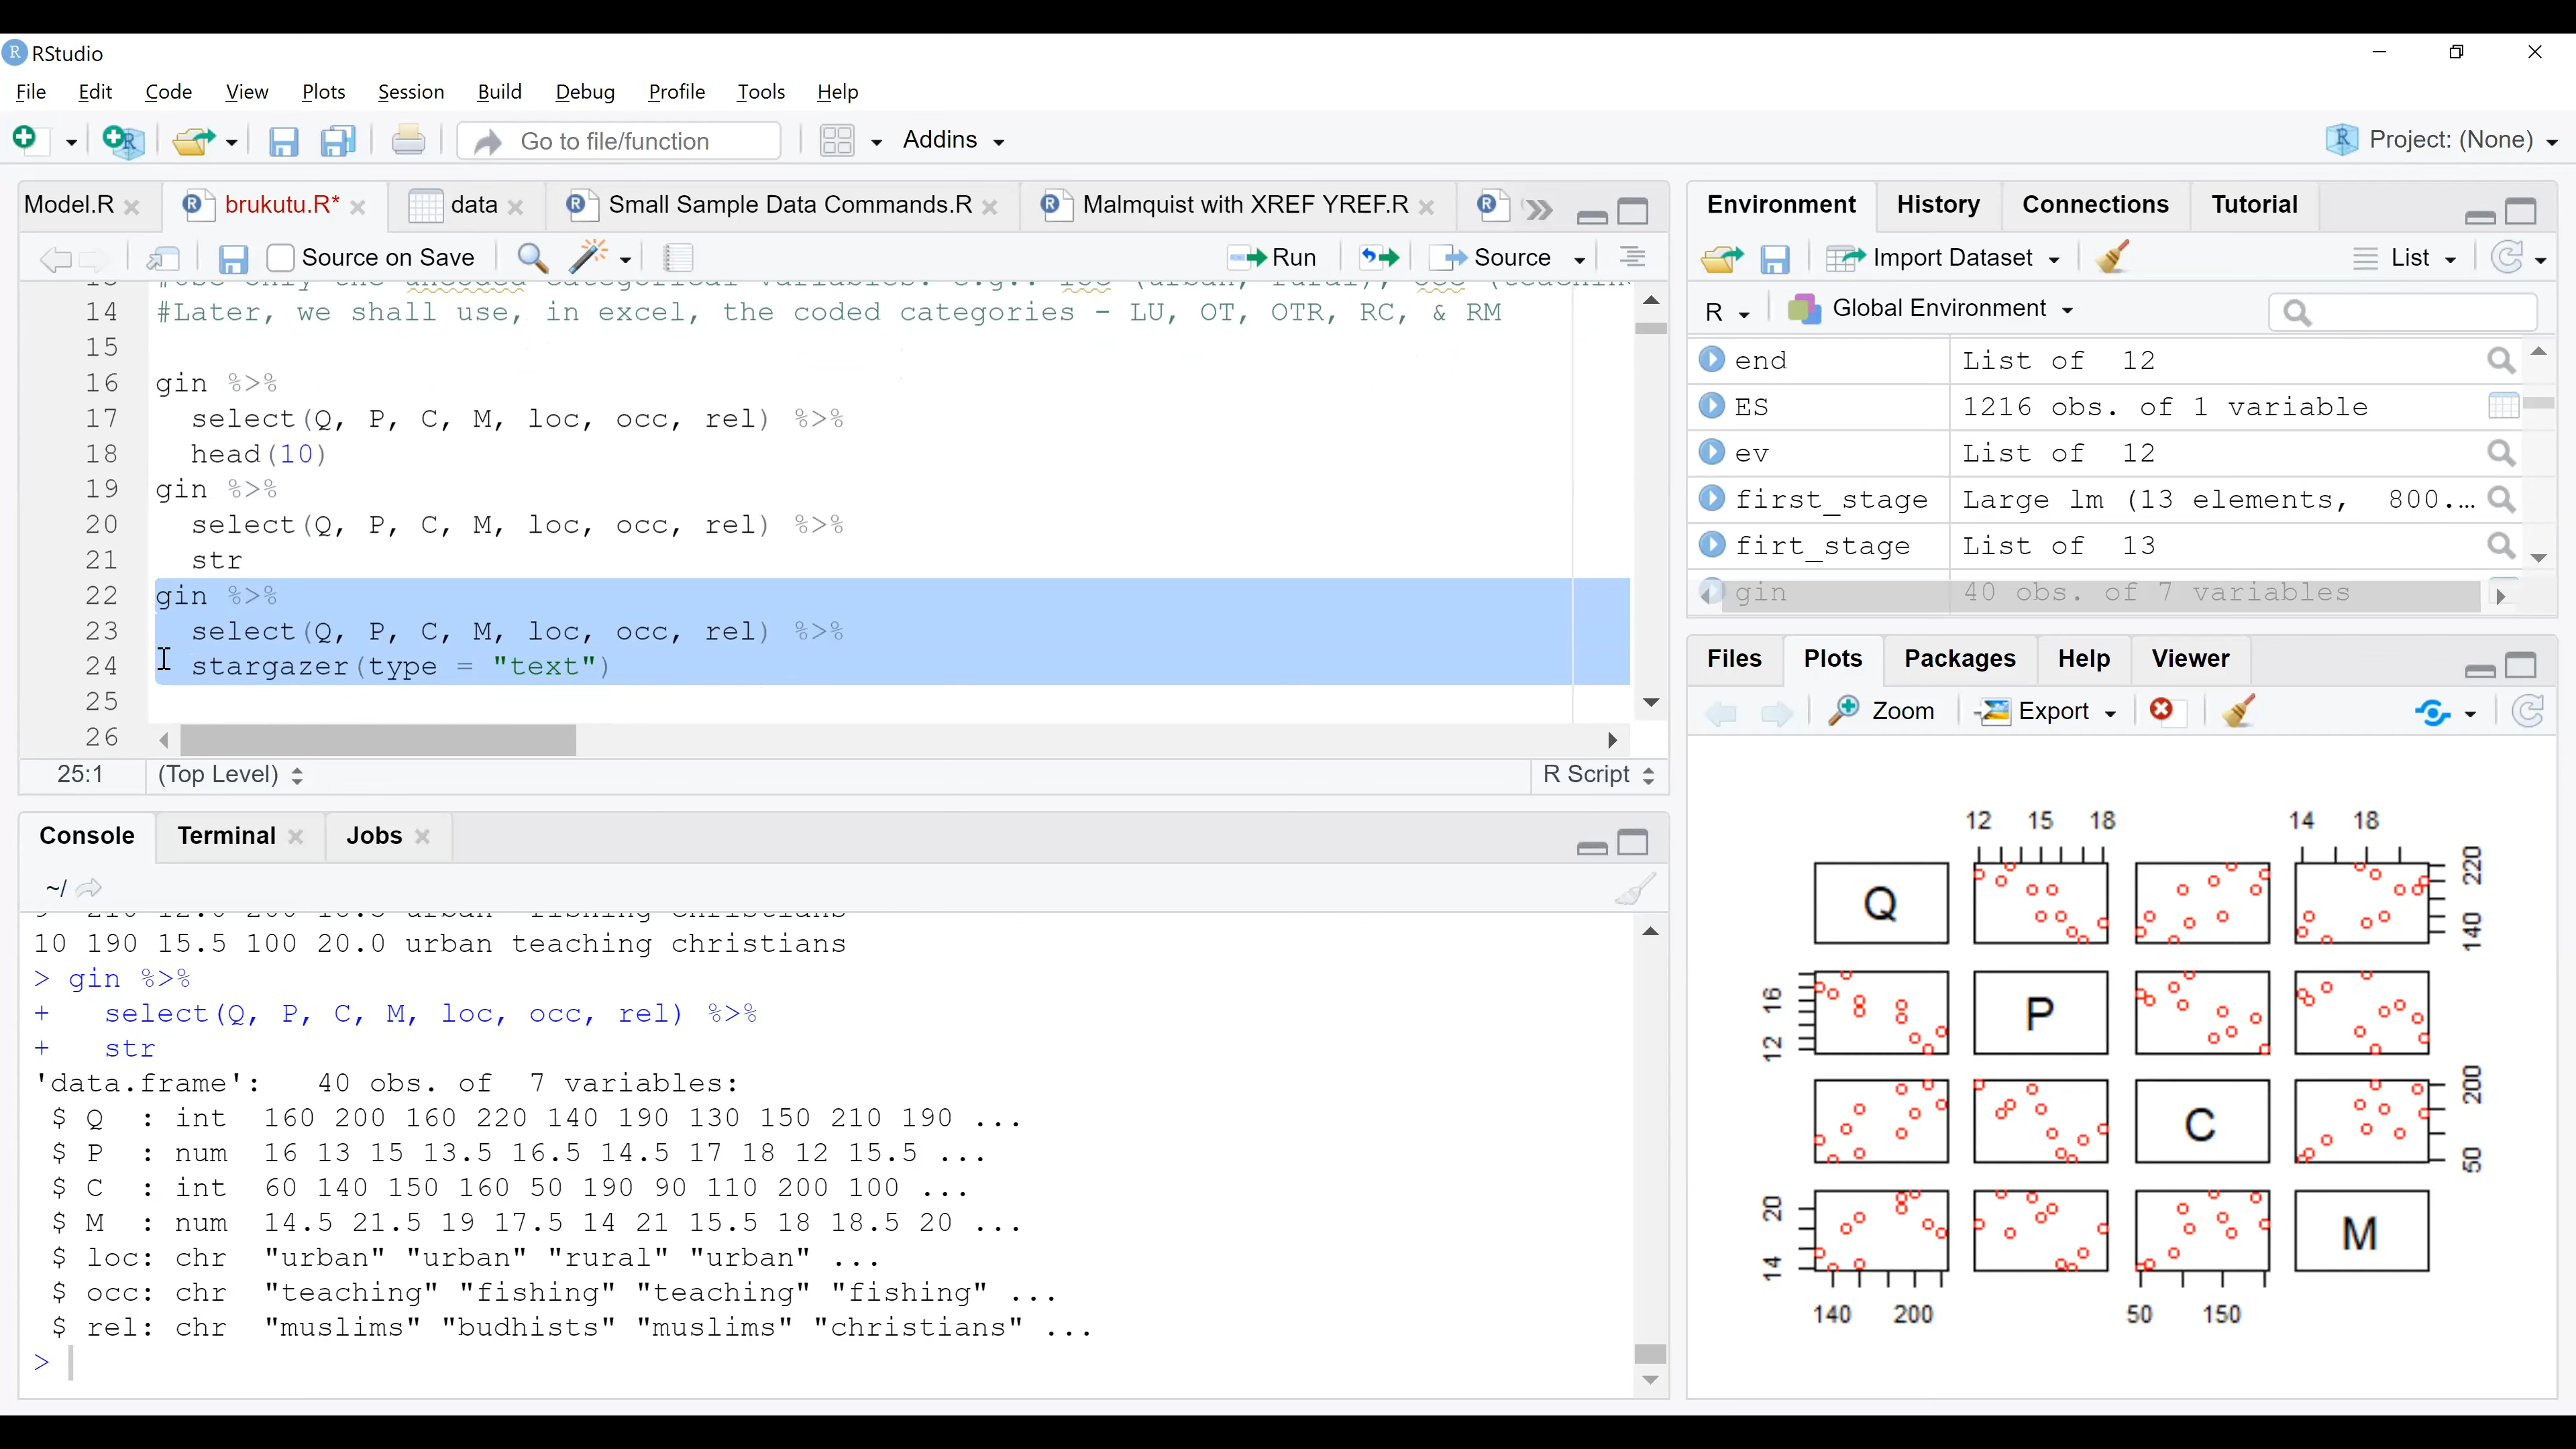 RStudio
File Edit Code View Plots Session Build Debug Profile Tools Help
Go to file/function Addins Project: (None)
Model.R brukutu.R* data Small Sample Data Commands.R Malmquist with XREF YREF.R
Source on Save Run Source
14 #Later, we shall use, in excel, the coded categories - LU, OT, OTR, RC, & RM
15
16 gin %>%
17 select(Q, P, C, M, loc, occ, rel) %>%
18 head(10)
19 gin %>%
20 select(Q, P, C, M, loc, occ, rel) %>%
21 str
22 gin %>%
23 select(Q, P, C, M, loc, occ, rel) %>%
24 stargazer(type = "text")
25
26
25:1 (Top Level) R Script
Console Terminal Jobs
~/
10 190 15.5 100 20.0 urban teaching christians
> gin %>%
+ select(Q, P, C, M, loc, occ, rel) %>%
+ str
'data.frame': 40 obs. of 7 variables:
$ Q : int 160 200 160 220 140 190 130 150 210 190 ...
$ P : num 16 13 15 13.5 16.5 14.5 17 18 12 15.5 ...
$ C : int 60 140 150 160 50 190 90 110 200 100 ...
$ M : num 14.5 21.5 19 17.5 14 21 15.5 18 18.5 20 ...
$ loc: chr "urban" "urban" "rural" "urban" ...
$ occ: chr "teaching" "fishing" "teaching" "fishing" ...
$ rel: chr "muslims" "budhists" "muslims" "christians" ...
>
Environment History Connections Tutorial
Import Dataset List
R Global Environment
end List of 12
ES 1216 obs. of 1 variable
ev List of 12
first_stage Large lm (13 elements, 800....
firt_stage List of 13
gin 40 obs. of 7 variables
Files Plots Packages Help Viewer
Zoom Export
12 15 18 14 18
Q 140 220
12 16 P
C 50 200
14 20 M
140 200 50 150